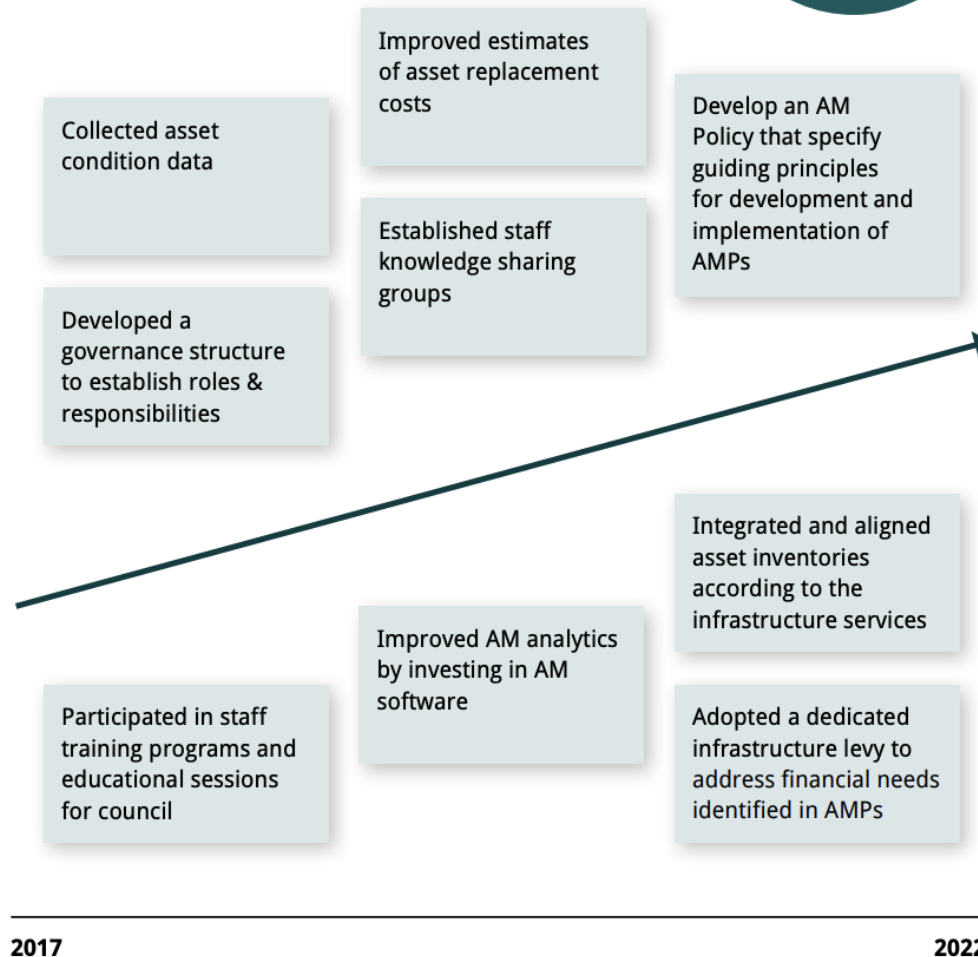 Improved estimates
of asset replacement
costs
Collected asset
condition data
Develop an AM
Policy that specify
guiding principles
for development and
implementation of
AMPs
Established staff
knowledge sharing
groups
Developed a
governance structure
to establish roles &
responsibilities
Integrated and aligned
asset inventories
according to the
infrastructure services
Improved AM analytics
by investing in AM
software
Participated in staff
training programs and
educational sessions
for council
Adopted a dedicated
infrastructure levy to
address financial needs
identified in AMPs
2017
2022